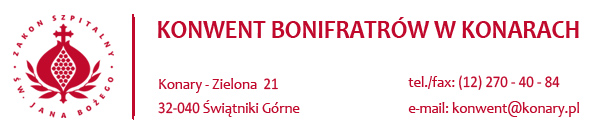 ZAKON SZPITALNY
ŚW. JANA BOŻEGO
KONWENT BONIFRATRÓW W KONARACH
Konary - Zielona 21
32-040 Świątniki Górne
tel./fax: (12) 270 - 40 - 84
e-mail: konwent@konary.pl